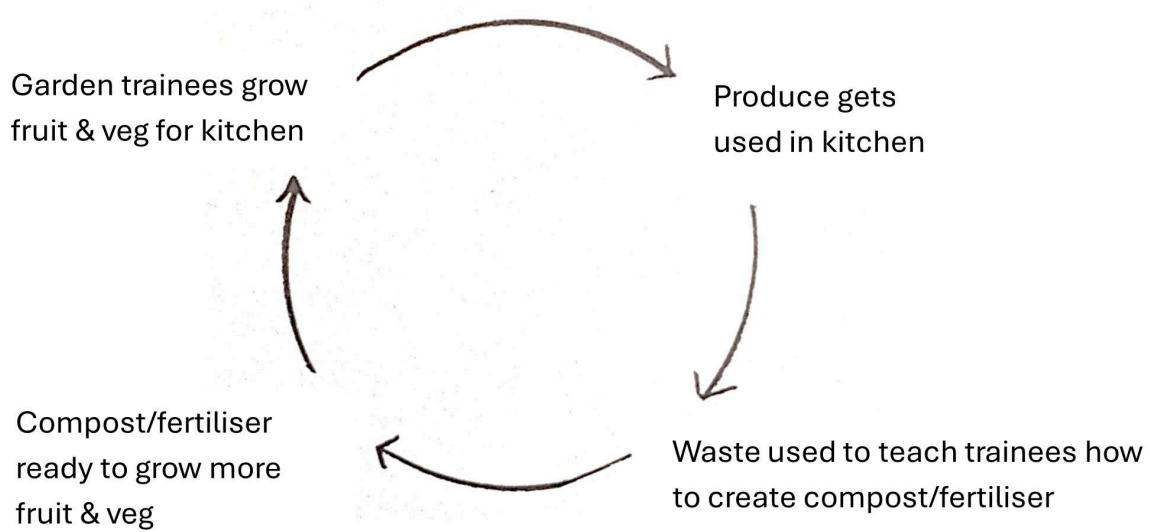 Garden trainees grow
fruit & veg for kitchen
Produce gets
used in kitchen
Waste used to teach trainees how
to create compost/fertiliser
Compost/fertiliser
ready to grow more
fruit & veg